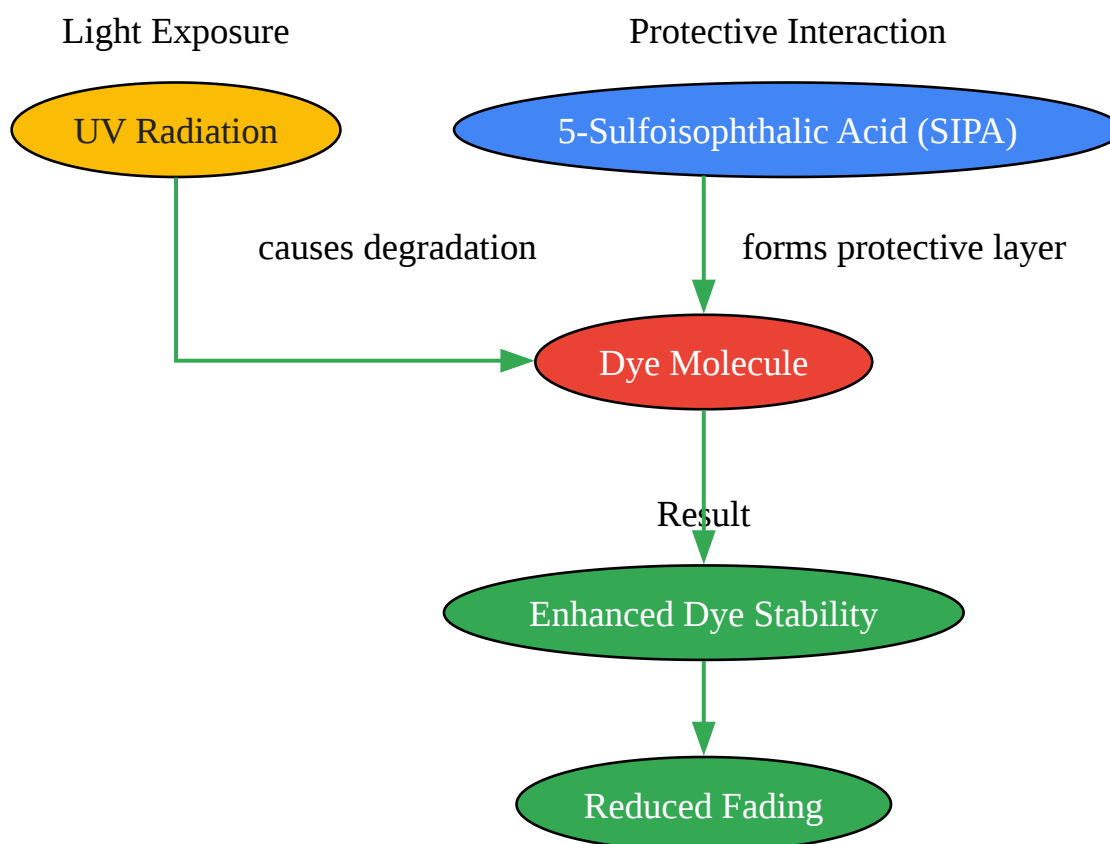 Light Exposure
Protective Interaction
UV Radiation
5-Sulfoisophthalic Acid (SIPA)
causes degradation
forms protective layer
Dye Molecule
Result
Enhanced Dye Stability
Reduced Fading